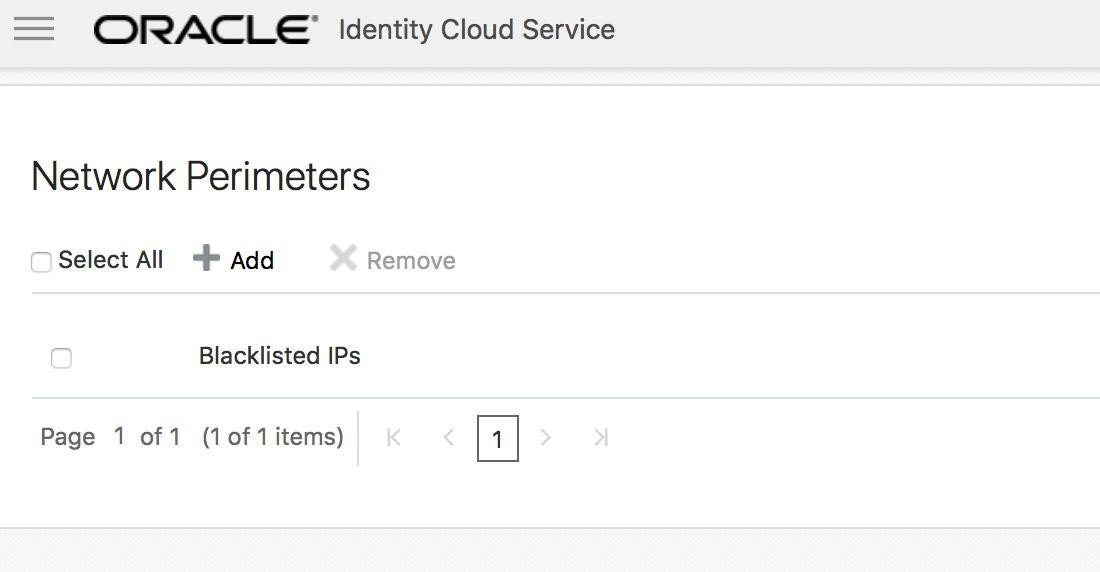 ORACLE® Identity Cloud Service
Network Perimeters
Select All Add Remove
Blacklisted IPs
Page 1 of 1 (1 of 1 items) 1